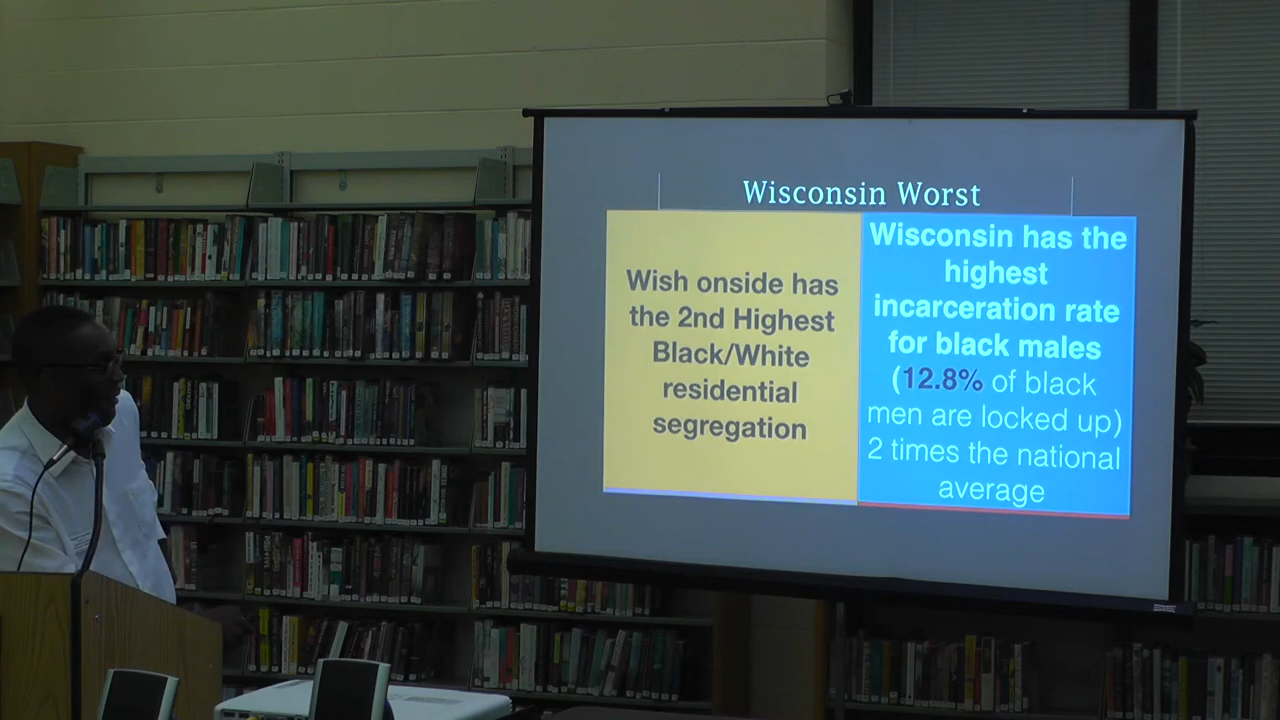 Wisconsin Worst
Wish onside has
the 2nd Highest
Black/White
residential
segregation
Wisconsin has the
highest
incarceration rate
for black males
(12.8% of black
men are locked up)
2 times the national
average